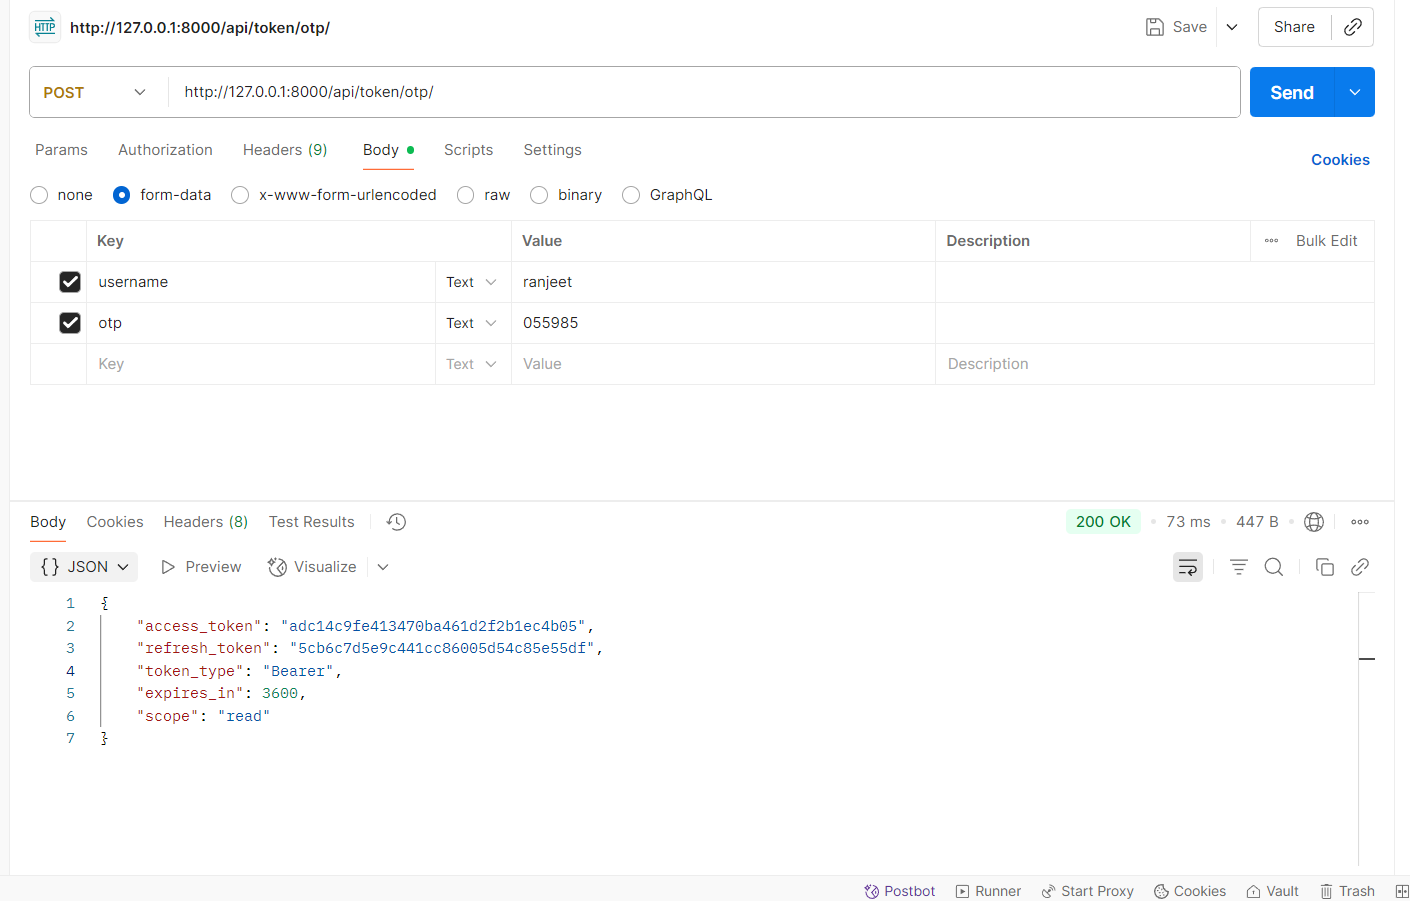 HTTP http://127.0.0.1:8000/api/token/otp/ Save Share
POST http://127.0.0.1:8000/api/token/otp/ Send
Params Authorization Headers (9) Body Scripts Settings Cookies
none form-data x-www-form-urlencoded raw binary GraphQL
Key Value Description Bulk Edit
username Text ranjeet
otp Text 055985
Key Text Value Description
Body Cookies Headers (8) Test Results 200 OK 73 ms 447 B
{} JSON Preview Visualize
1 {
2 "access_token": "adc14c9fe413470ba461d2f2b1ec4b05",
3 "refresh_token": "5cb6c7d5e9c441cc86005d54c85e55df",
4 "token_type": "Bearer",
5 "expires_in": 3600,
6 "scope": "read"
7 }
Postbot Runner Start Proxy Cookies Vault Trash